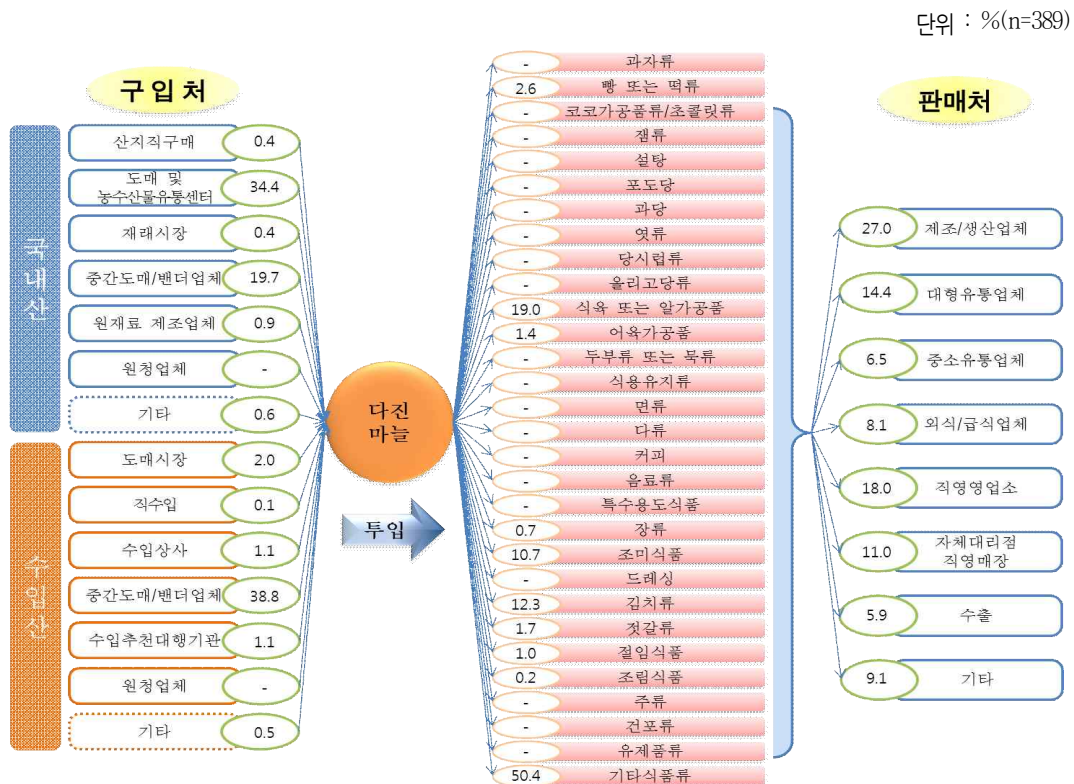 단위 : %(n=389)
구입처
국내산
산지직구매 0.4
도매 및
농수산물유통센터 34.4
재래시장 0.4
중간도매/밴더업체 19.7
원재료 제조업체 0.9
원청업체 -
기타 0.6
수입산
도매시장 2.0
직수입 0.1
수입상사 1.1
중간도매/밴더업체 38.8
수입추천대행기관 1.1
원청업체 -
기타 0.5
다진
마늘
투입
- 과자류
2.6 빵 또는 떡류
- 코코가공품류/초콜릿류
- 잼류
- 설탕
- 포도당
- 과당
- 엿류
- 당시럽류
- 올리고당류
19.0 식육 또는 알가공품
1.4 어육가공품
- 두부류 또는 묵류
- 식용유지류
- 면류
- 다류
- 커피
- 음료류
- 특수용도식품
0.7 장류
10.7 조미식품
- 드레싱
12.3 김치류
1.7 젓갈류
1.0 절임식품
0.2 조림식품
- 주류
- 건포류
- 유제품류
50.4 기타식품류
판매처
27.0 제조/생산업체
14.4 대형유통업체
6.5 중소유통업체
8.1 외식/급식업체
18.0 직영영업소
11.0 자체대리점
직영매장
5.9 수출
9.1 기타